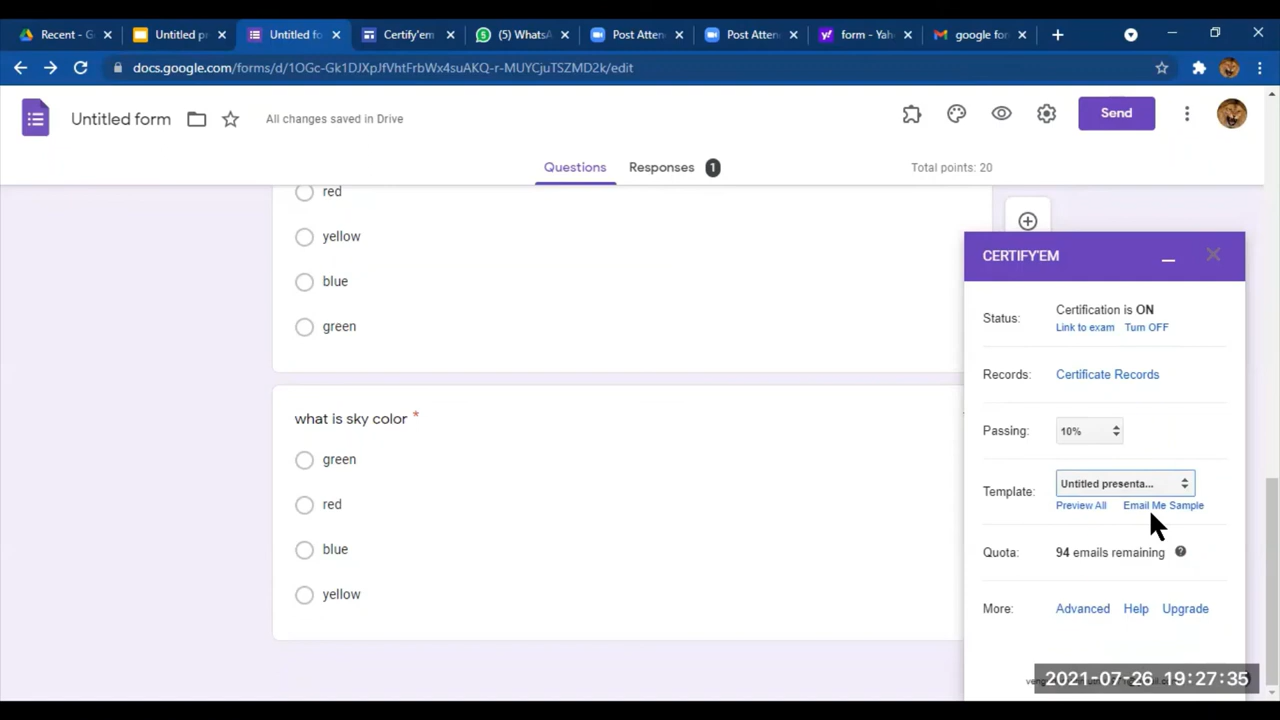 Recent - G
Untitled pr
Untitled fo
Certify'em
(5) WhatsA
Post Atten
Post Atten
form - Yah
google for
docs.google.com/forms/d/1OGc-Gk1DJXpJfVhtFrbWx4suAKQ-r-MUYCjuTSZMD2k/edit
Untitled form
All changes saved in Drive
Send
Questions
Responses 1
Total points: 20
red
yellow
blue
green
what is sky color *
green
red
blue
yellow
CERTIFY'EM
Status: Certification is ON
Link to exam Turn OFF
Records: Certificate Records
Passing: 10%
Template: Untitled presenta...
Preview All Email Me Sample
Quota: 94 emails remaining
More: Advanced Help Upgrade
2021-07-26 19:27:35